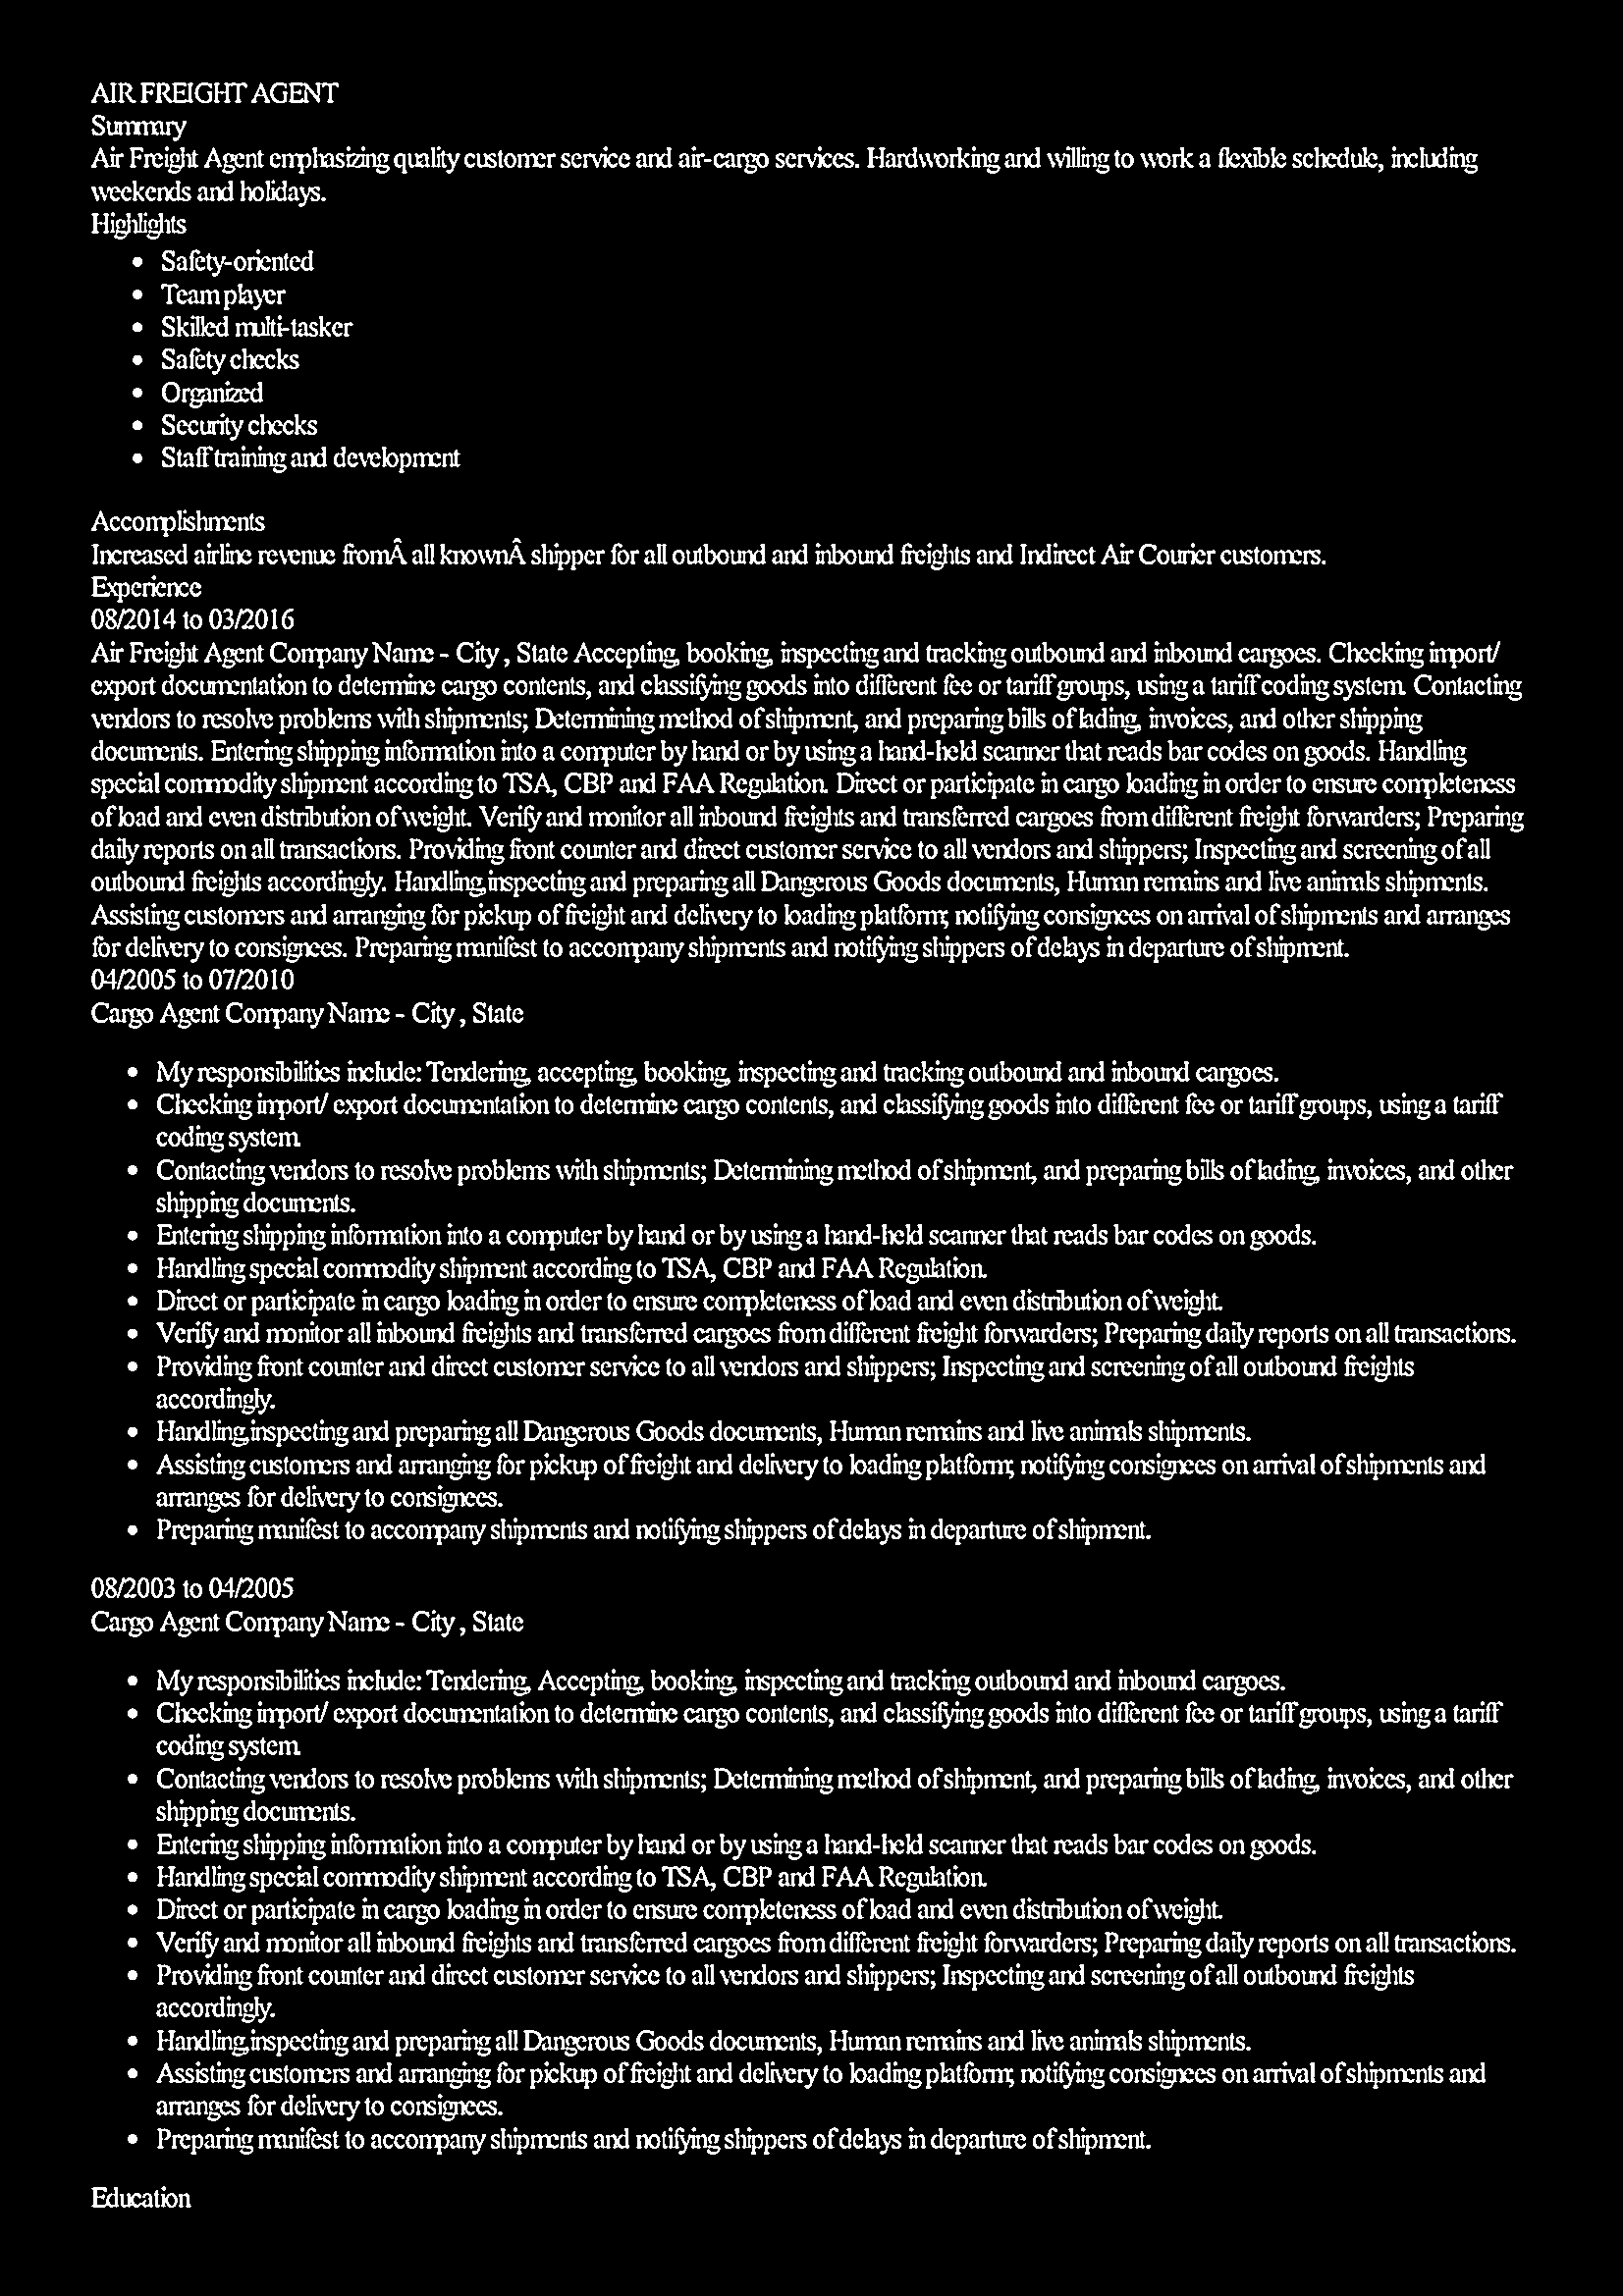 AIR FREIGHT AGENT
Summary
Air Freight Agent emphasizing quality customer service and air-cargo services. Hardworking and willing to work a flexible schedule, including
weekends and holidays.
Highlights
• Safety-oriented
• Team player
• Skilled multi-tasker
• Safety checks
• Organized
• Security checks
• Staff training and development
Accomplishments
Increased airline revenue fromÂ all knownÂ shipper for all outbound and inbound freights and Indirect Air Courier customers.
Experience
08/2014 to 03/2016
Air Freight Agent Company Name - City , State Accepting, booking, inspecting and tracking outbound and inbound cargoes. Checking import/
export documentation to determine cargo contents, and classifying goods into different fee or tariff groups, using a tariff coding system. Contacting
vendors to resolve problems with shipments; Determining method of shipment, and preparing bills of lading, invoices, and other shipping
documents. Entering shipping information into a computer by hand or by using a hand-held scanner that reads bar codes on goods. Handling
special commodity shipment according to TSA, CBP and FAA Regulation. Direct or participate in cargo loading in order to ensure completeness
of load and even distribution of weight. Verify and monitor all inbound freights and transferred cargoes from different freight forwarders; Preparing
daily reports on all transactions. Providing front counter and direct customer service to all vendors and shippers; Inspecting and screening of all
outbound freights accordingly. Handling,inspecting and preparing all Dangerous Goods documents, Human remains and live animals shipments.
Assisting customers and arranging for pickup of freight and delivery to loading platform; notifying consignees on arrival of shipments and arranges
for delivery to consignees. Preparing manifest to accompany shipments and notifying shippers of delays in departure of shipment.
04/2005 to 07/2010
Cargo Agent Company Name - City , State
• My responsibilities include: Tendering, accepting, booking, inspecting and tracking outbound and inbound cargoes.
• Checking import/ export documentation to determine cargo contents, and classifying goods into different fee or tariff groups, using a tariff
coding system.
• Contacting vendors to resolve problems with shipments; Determining method of shipment, and preparing bills of lading, invoices, and other
shipping documents.
• Entering shipping information into a computer by hand or by using a hand-held scanner that reads bar codes on goods.
• Handling special commodity shipment according to TSA, CBP and FAA Regulation.
• Direct or participate in cargo loading in order to ensure completeness of load and even distribution of weight.
• Verify and monitor all inbound freights and transferred cargoes from different freight forwarders; Preparing daily reports on all transactions.
• Providing front counter and direct customer service to all vendors and shippers; Inspecting and screening of all outbound freights
accordingly.
• Handling,inspecting and preparing all Dangerous Goods documents, Human remains and live animals shipments.
• Assisting customers and arranging for pickup of freight and delivery to loading platform; notifying consignees on arrival of shipments and
arranges for delivery to consignees.
• Preparing manifest to accompany shipments and notifying shippers of delays in departure of shipment.
08/2003 to 04/2005
Cargo Agent Company Name - City , State
• My responsibilities include: Tendering, Accepting, booking, inspecting and tracking outbound and inbound cargoes.
• Checking import/ export documentation to determine cargo contents, and classifying goods into different fee or tariff groups, using a tariff
coding system.
• Contacting vendors to resolve problems with shipments; Determining method of shipment, and preparing bills of lading, invoices, and other
shipping documents.
• Entering shipping information into a computer by hand or by using a hand-held scanner that reads bar codes on goods.
• Handling special commodity shipment according to TSA, CBP and FAA Regulation.
• Direct or participate in cargo loading in order to ensure completeness of load and even distribution of weight.
• Verify and monitor all inbound freights and transferred cargoes from different freight forwarders; Preparing daily reports on all transactions.
• Providing front counter and direct customer service to all vendors and shippers; Inspecting and screening of all outbound freights
accordingly.
• Handling,inspecting and preparing all Dangerous Goods documents, Human remains and live animals shipments.
• Assisting customers and arranging for pickup of freight and delivery to loading platform; notifying consignees on arrival of shipments and
arranges for delivery to consignees.
• Preparing manifest to accompany shipments and notifying shippers of delays in departure of shipment.
Education